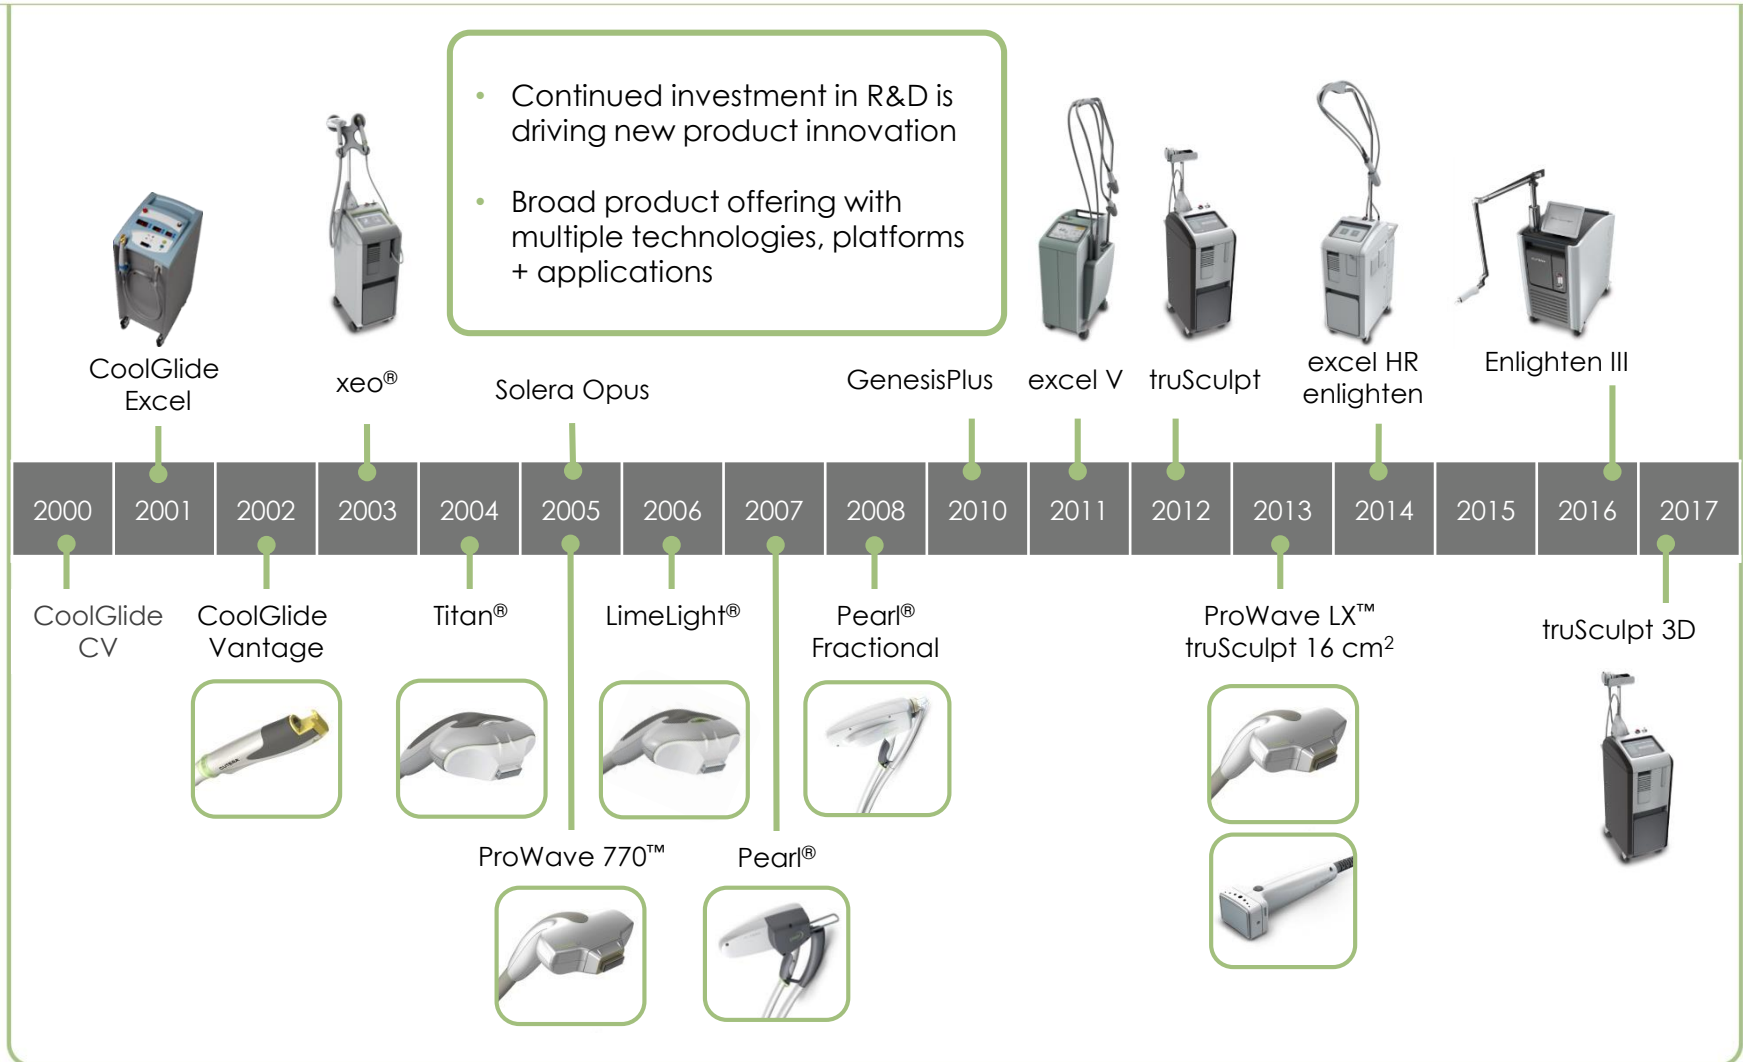 • Continued investment in R&D is
driving new product innovation
• Broad product offering with
multiple technologies, platforms
+ applications
CoolGlide
Excel
xeo®
Solera Opus
GenesisPlus
excel V
truSculpt
excel HR
enlighten
Enlighten III
2000 2001 2002 2003 2004 2005 2006 2007 2008 2010 2011 2012 2013 2014 2015 2016 2017
CoolGlide
CV
CoolGlide
Vantage
Titan®
LimeLight®
Pearl®
Fractional
ProWave LX™
truSculpt 16 cm²
truSculpt 3D
CUTERA
ProWave 770™
Pearl®